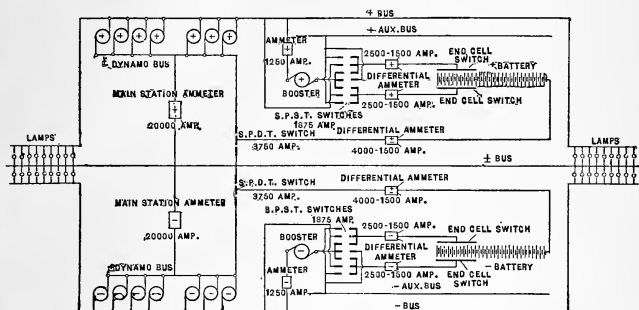 + BUS
+ AUX. BUS
AMMETER
1250 AMP.
BOOSTER
2500-1500 AMP.
END CELL
SWITCH
+ BATTERY
DIFFERENTIAL
AMMETER
2500-1500 AMP.
END CELL SWITCH
+ DYNAMO BUS
MAIN STATION AMMETER
20000 AMP.
S.P.S.T. SWITCHES
1875 AMP.
S.P.D.T. SWITCH
3750 AMP.
DIFFERENTIAL AMMETER
4000-1500 AMP.
LAMPS
LAMPS
± BUS
S.P.D.T. SWITCH
3750 AMP.
DIFFERENTIAL AMMETER
4000-1500 AMP.
MAIN STATION AMMETER
20000 AMP.
S.P.S.T. SWITCHES
1875 AMP.
BOOSTER
2500-1500 AMP.
END CELL SWITCH
DIFFERENTIAL
AMMETER
2500-1500 AMP.
- BATTERY
END CELL
SWITCH
DYNAMO BUS
AMMETER
1250 AMP.
- AUX. BUS
- BUS